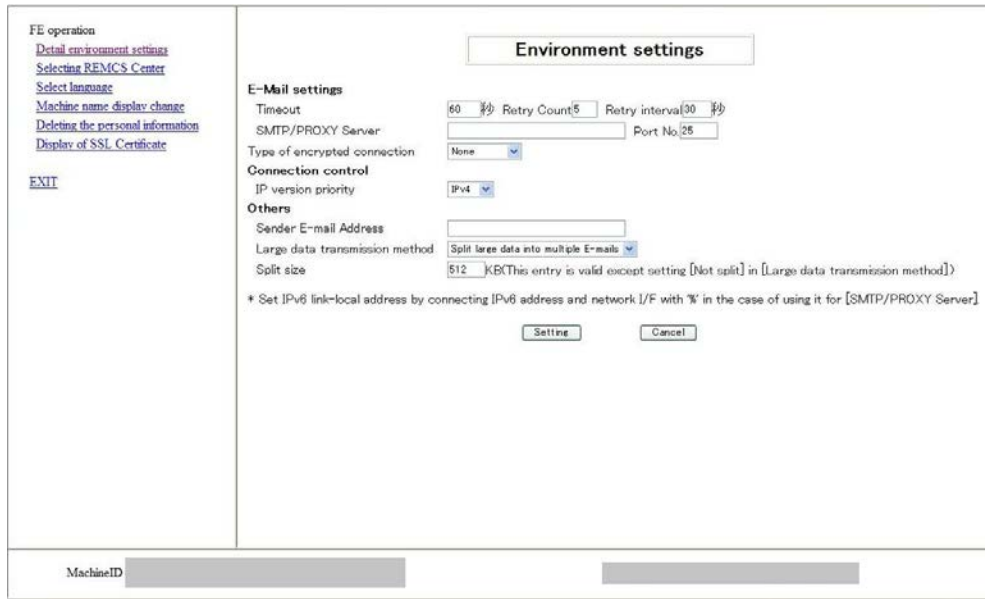 FE operation
Detail environment settings
Selecting REMCS Center
Select language
Machine name display change
Deleting the personal information
Display of SSL Certificate
EXIT
Environment settings
E-Mail settings
Timeout 60 秒 Retry Count 5 Retry interval 30 秒
SMTP/PROXY Server Port No. 25
Type of encrypted connection None
Connection control
IP version priority IPv4
Others
Sender E-mail Address
Large data transmission method Split large data into multiple E-mails
Split size 512 KB(This entry is valid except setting [Not split] in [Large data transmission method])
* Set IPv6 link-local address by connecting IPv6 address and network I/F with '%' in the case of using it for [SMTP/PROXY Server]
Setting Cancel
MachineID